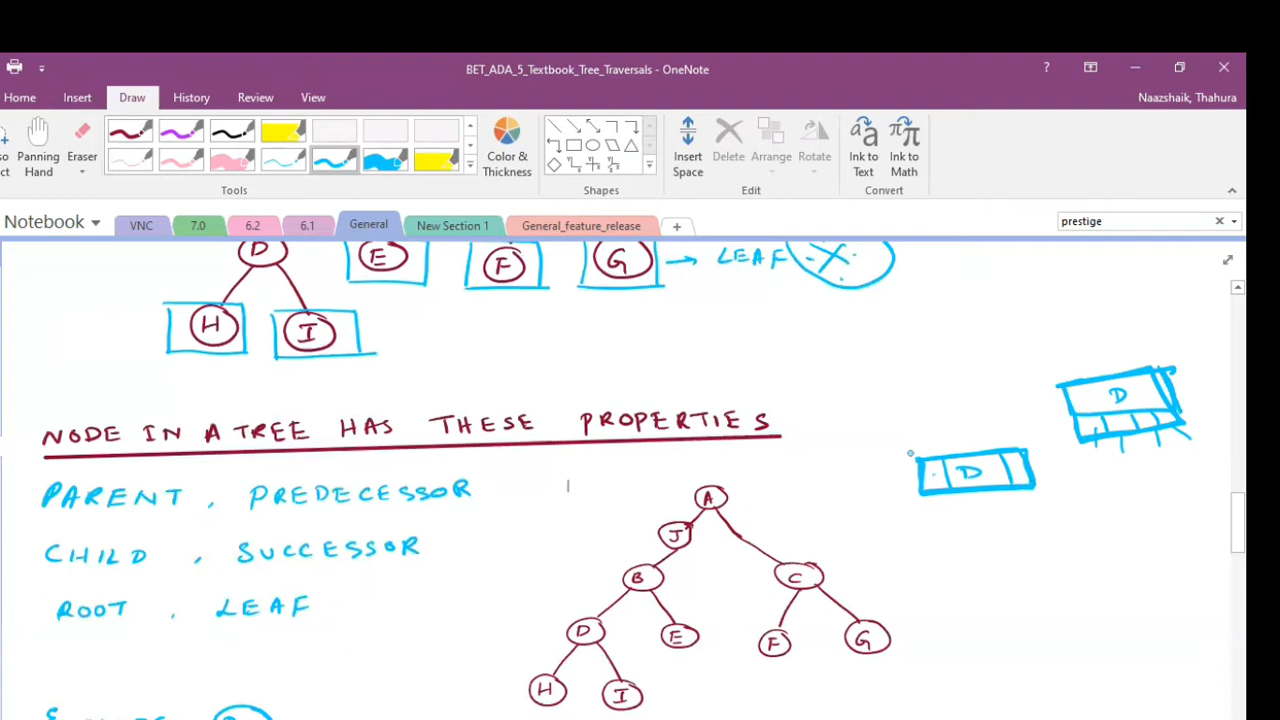 BET_ADA_5_Textbook_Tree_Traversals - OneNote
?
Home Insert Draw History Review View
Naazshaik, Thahura
Panning Hand
Eraser
Color & Thickness
Insert Space
Delete
Arrange
Rotate
Ink to Text
Ink to Math
Tools
Shapes
Edit
Convert
Notebook
VNC
7.0
6.2
6.1
General
New Section 1
General_feature_release
+
prestige
D E F G → LEAF
H I
D
NODE IN A TREE HAS THESE PROPERTIES
D
PARENT, PREDECESSOR
A
J
CHILD, SUCCESSOR
B C
ROOT, LEAF
D E F G
H I